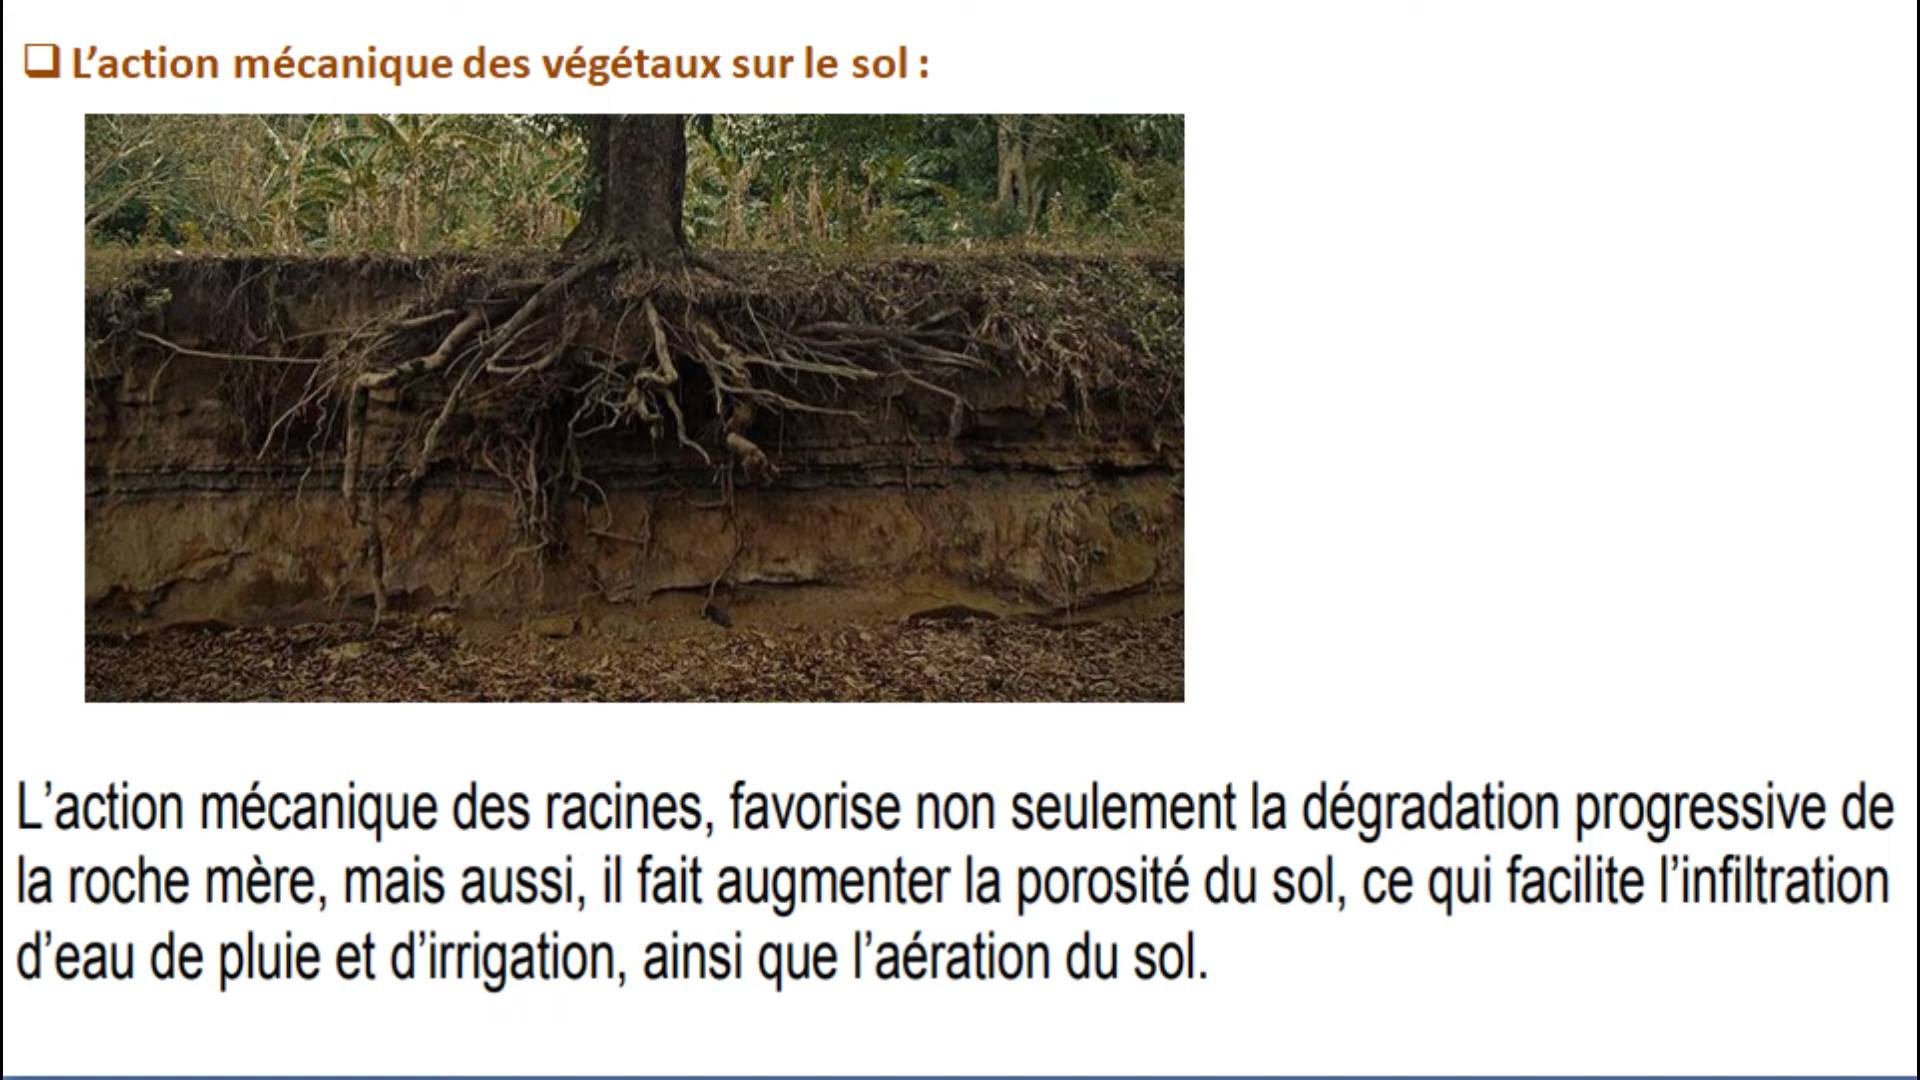 L’action mécanique des végétaux sur le sol :
L’action mécanique des racines, favorise non seulement la dégradation progressive de
la roche mère, mais aussi, il fait augmenter la porosité du sol, ce qui facilite l’infiltration
d’eau de pluie et d’irrigation, ainsi que l’aération du sol.